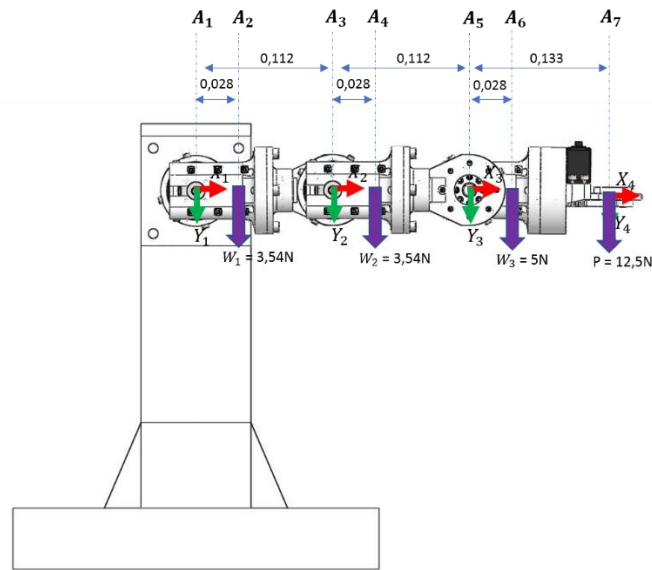 A₁ A₂ A₃ A₄ A₅ A₆ A₇
0,112 0,112 0,133
0,028 0,028 0,028
X₁ X₂ X₃ X₄
Y₁ Y₂ Y₃ Y₄
W₁ = 3,54N W₂ = 3,54N W₃ = 5N P = 12,5N